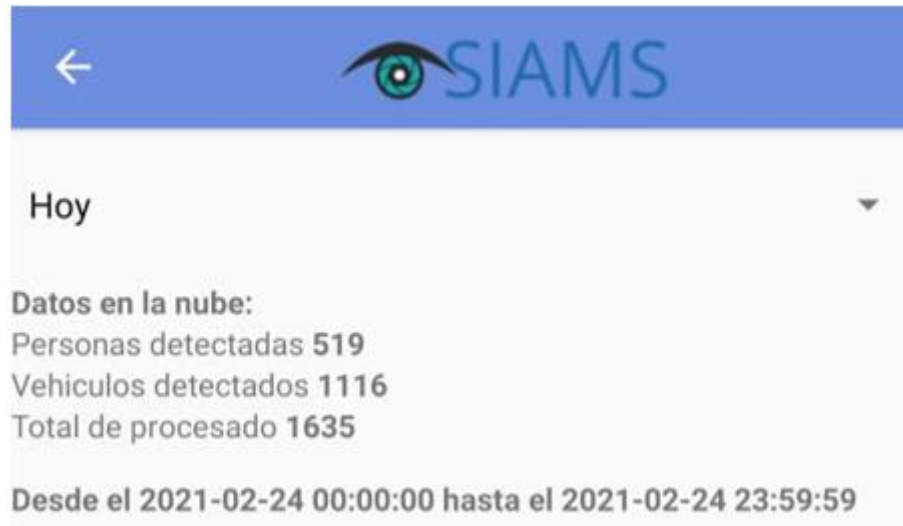 SIAMS
Hoy
Datos en la nube:
Personas detectadas 519
Vehiculos detectados 1116
Total de procesado 1635
Desde el 2021-02-24 00:00:00 hasta el 2021-02-24 23:59:59